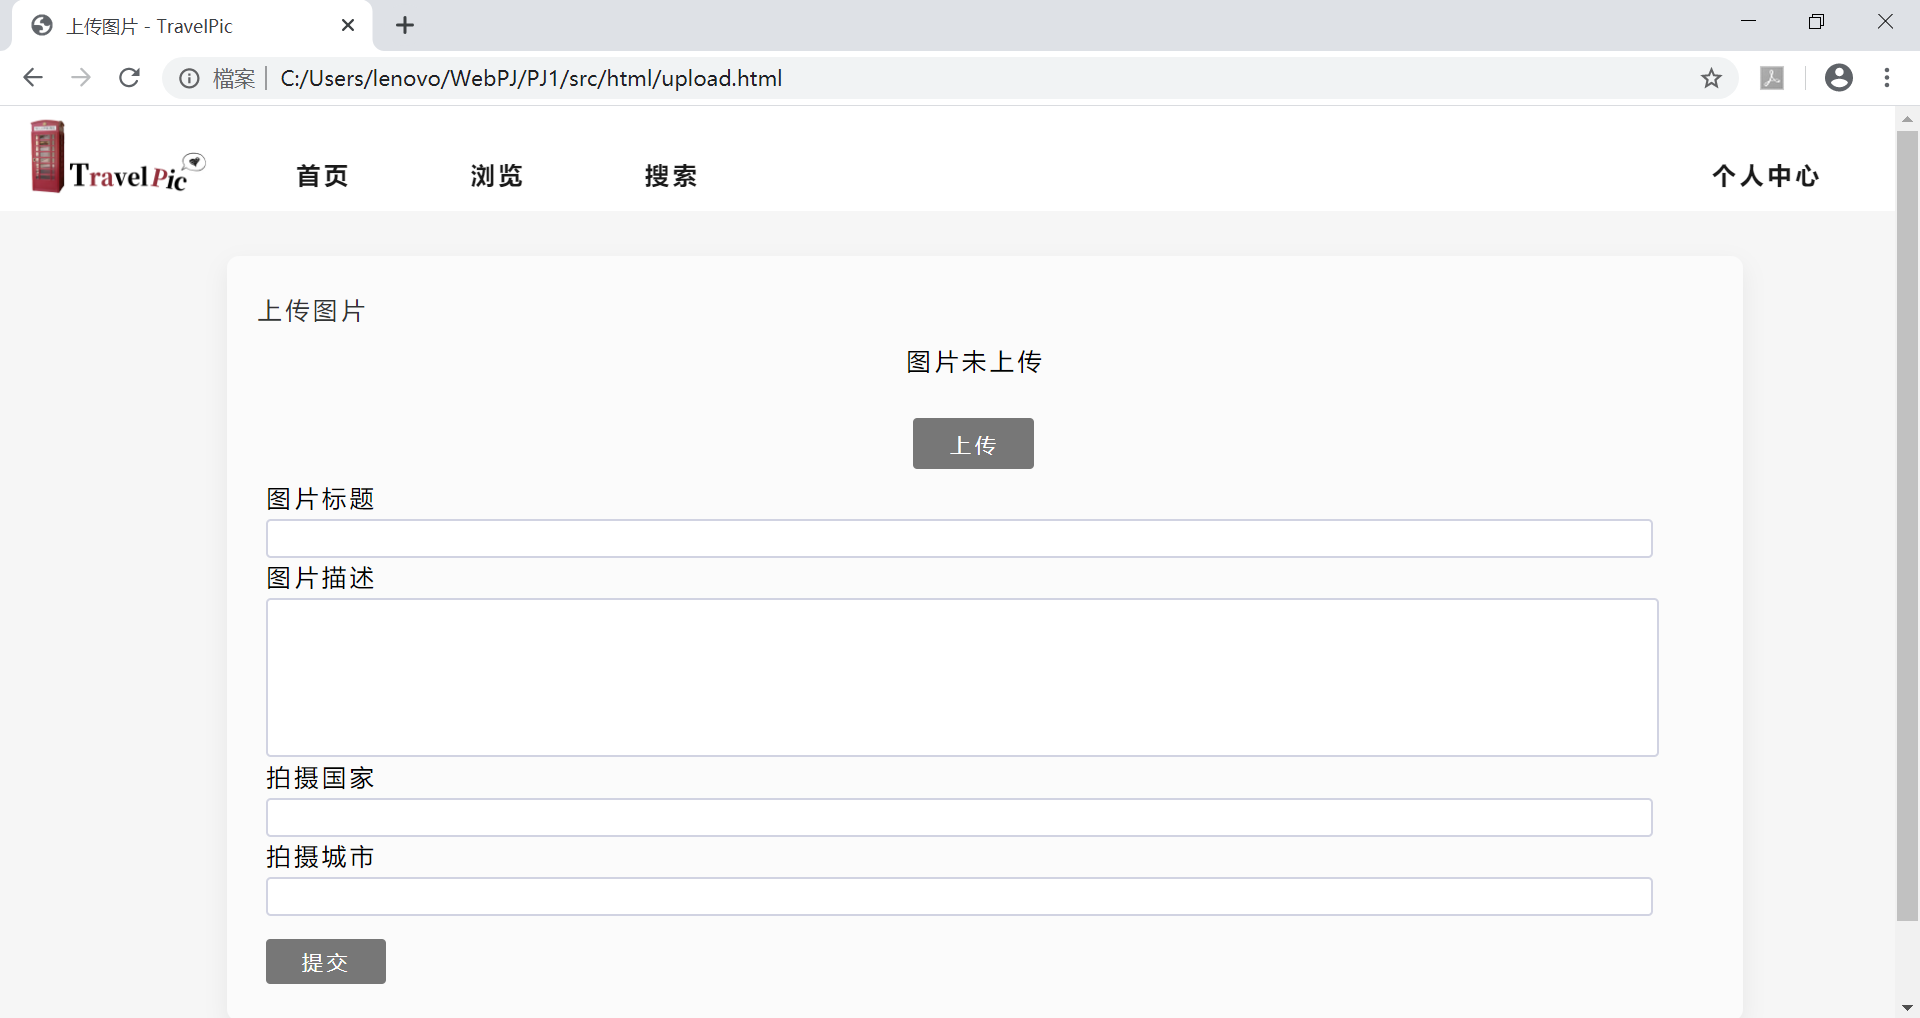 上传图片 - TravelPic
檔案 C:/Users/lenovo/WebPJ/PJ1/src/html/upload.html
TravelPic 首页 浏览 搜索 个人中心
上传图片
图片未上传
上传
图片标题
图片描述
拍摄国家
拍摄城市
提交